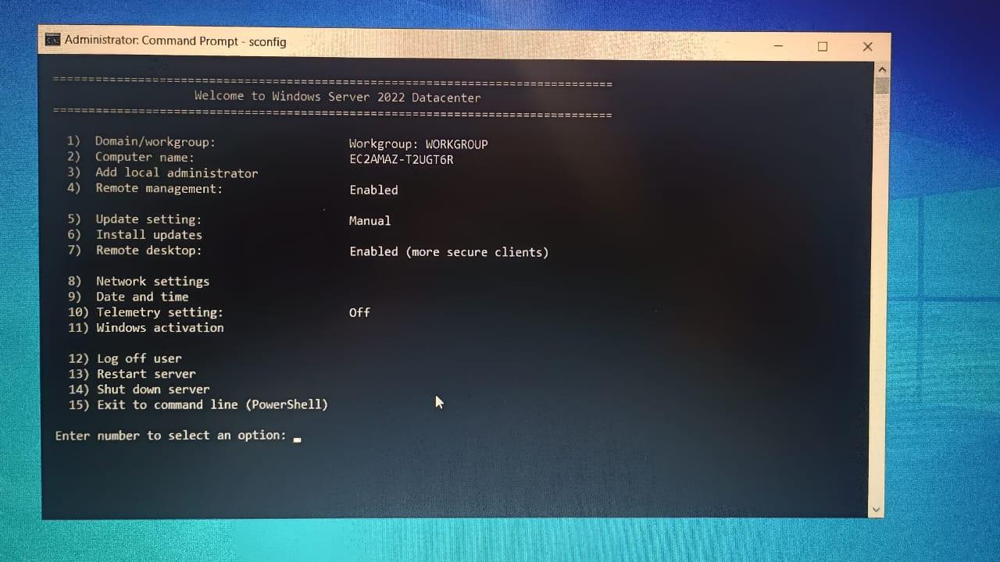 Administrator: Command Prompt - sconfig
================================================================================
Welcome to Windows Server 2022 Datacenter
================================================================================
1) Domain/workgroup: Workgroup: WORKGROUP
2) Computer name: EC2AMAZ-T2UGT6R
3) Add local administrator
4) Remote management: Enabled
5) Update setting: Manual
6) Install updates
7) Remote desktop: Enabled (more secure clients)
8) Network settings
9) Date and time
10) Telemetry setting: Off
11) Windows activation
12) Log off user
13) Restart server
14) Shut down server
15) Exit to command line (PowerShell)
Enter number to select an option: _